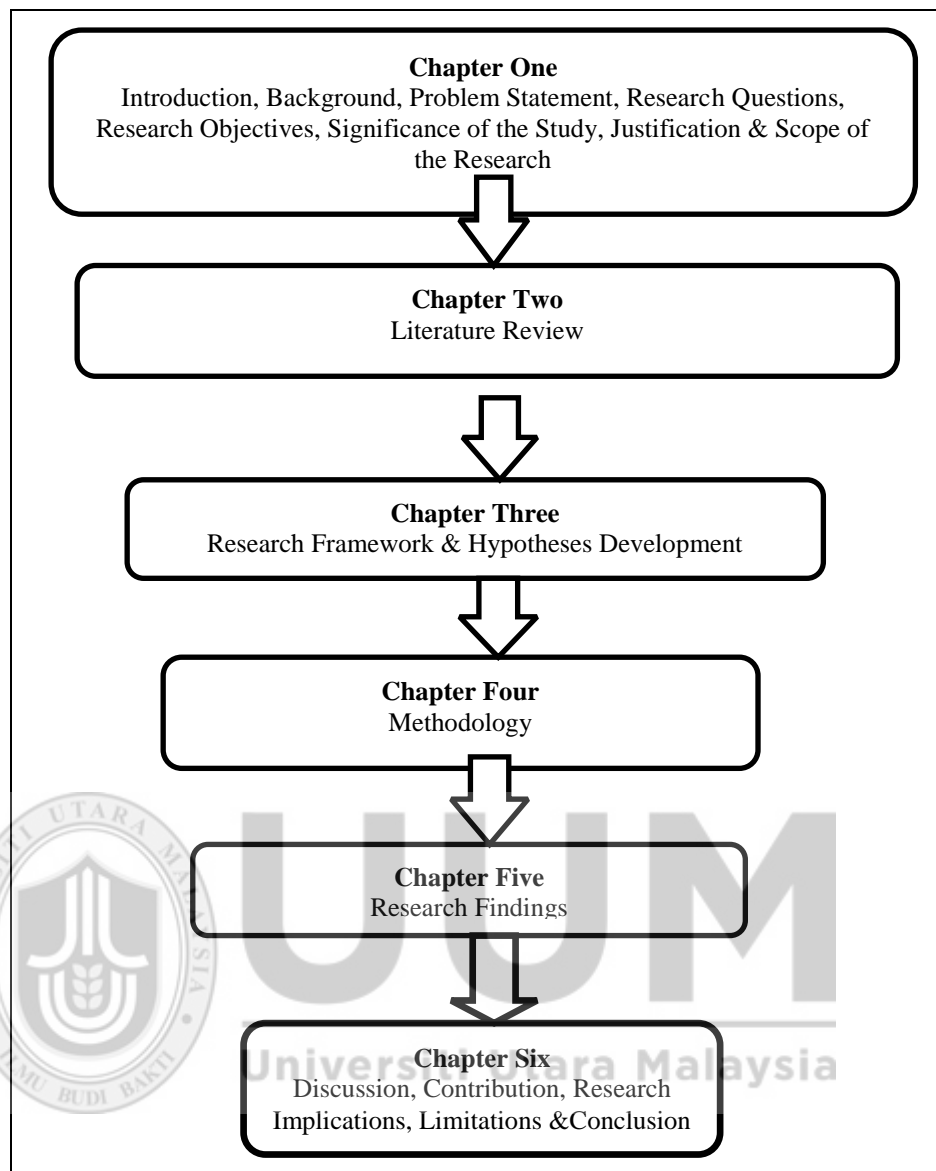 Chapter One
Introduction, Background, Problem Statement, Research Questions,
Research Objectives, Significance of the Study, Justification & Scope of
the Research
Chapter Two
Literature Review
Chapter Three
Research Framework & Hypotheses Development
Chapter Four
Methodology
Chapter Five
Research Findings
Chapter Six
Discussion, Contribution, Research
Implications, Limitations &Conclusion
UTARA MALAYSIA
ILMU BUDI BAKTI
UUM
Universiti Utara Malaysia